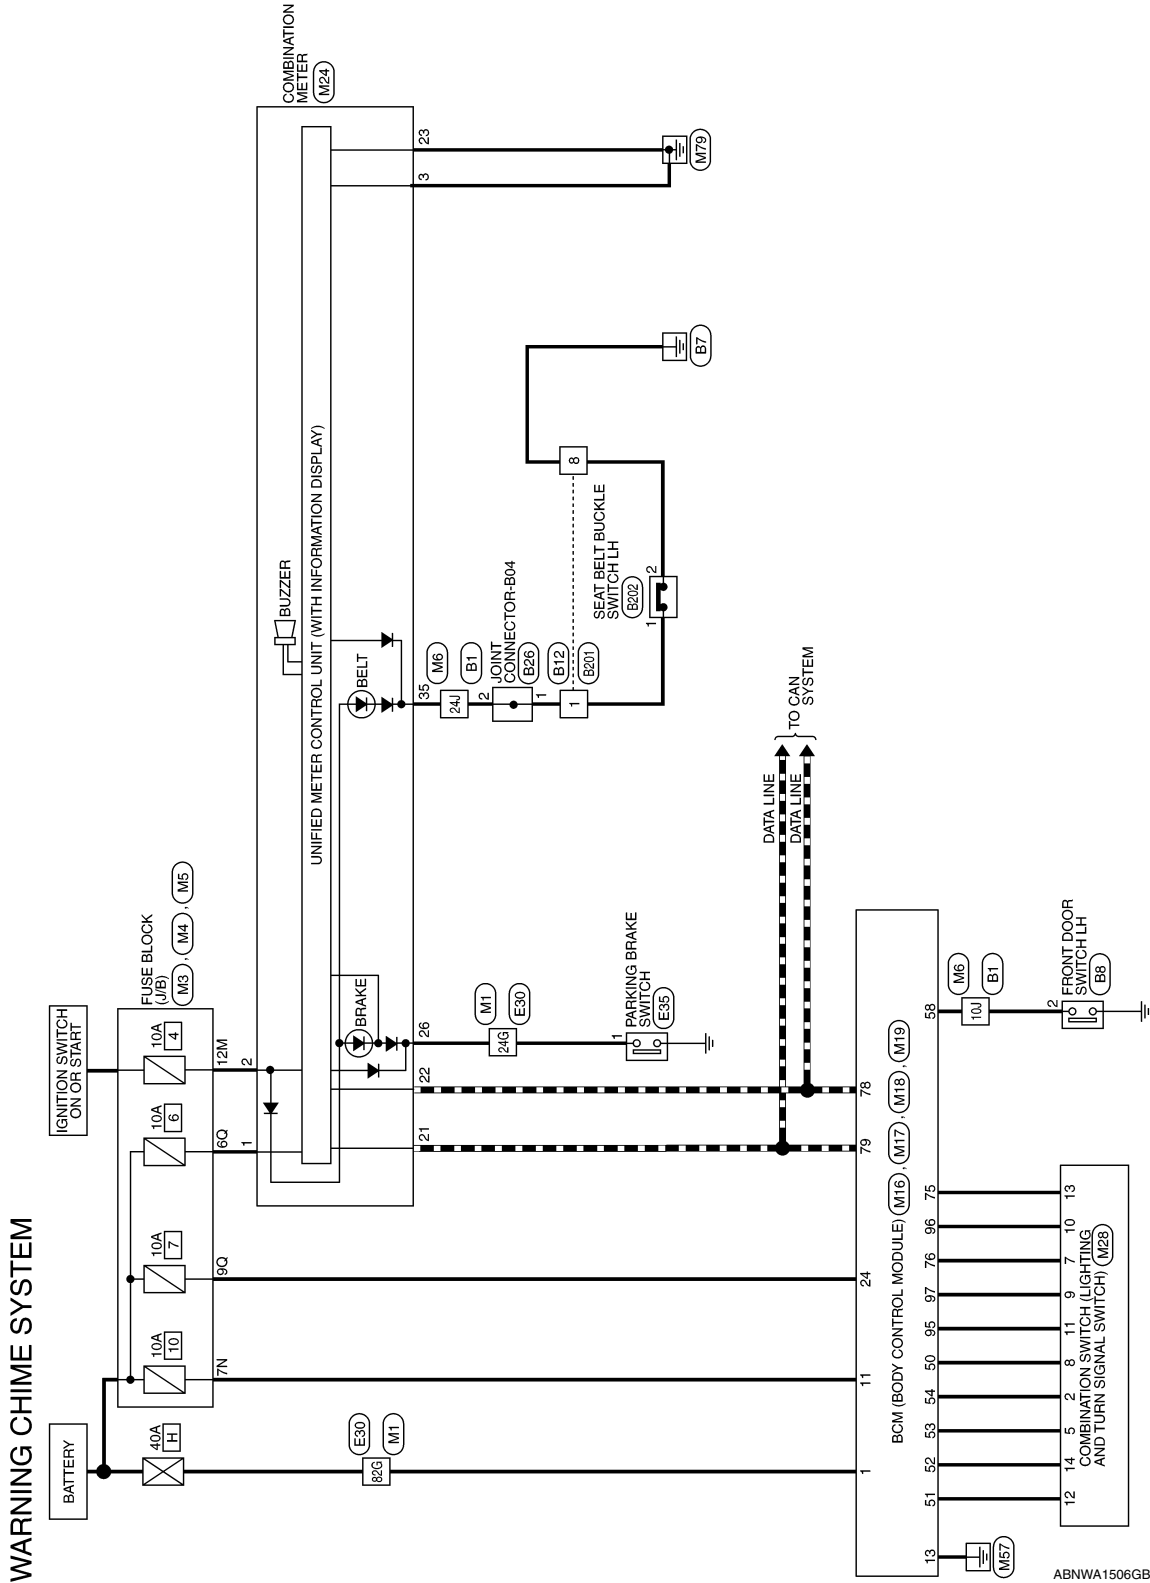 WARNING CHIME SYSTEM
BATTERY
IGNITION SWITCH
ON OR START
40A
H
10A
10
10A
7
10A
6
10A
4
FUSE BLOCK
(J/B)
M3 , M4 , M5
7N
9Q
6Q
12M
1
2
COMBINATION
METER
M24
BUZZER
UNIFIED METER CONTROL UNIT (WITH INFORMATION DISPLAY)
BRAKE
BELT
21
22
26
35
3
23
E30
M1
82G
M1
E30
24G
PARKING BRAKE
SWITCH
E35
1
M6
B1
24J
JOINT
CONNECTOR-B04
B26
2
1
B12
B201
1
8
SEAT BELT BUCKLE
SWITCH LH
B202
1
2
B7
M79
DATA LINE
DATA LINE
TO CAN
SYSTEM
1
11
24
79
78
BCM (BODY CONTROL MODULE) M16 , M17 , M18 , M19
13
51
52
53
54
50
95
97
76
96
75
58
M57
12
14
5
2
8
11
9
7
10
13
COMBINATION SWITCH (LIGHTING
AND TURN SIGNAL SWITCH) M28
M6
B1
10J
FRONT DOOR
SWITCH LH
B8
2
ABNWA1506GB